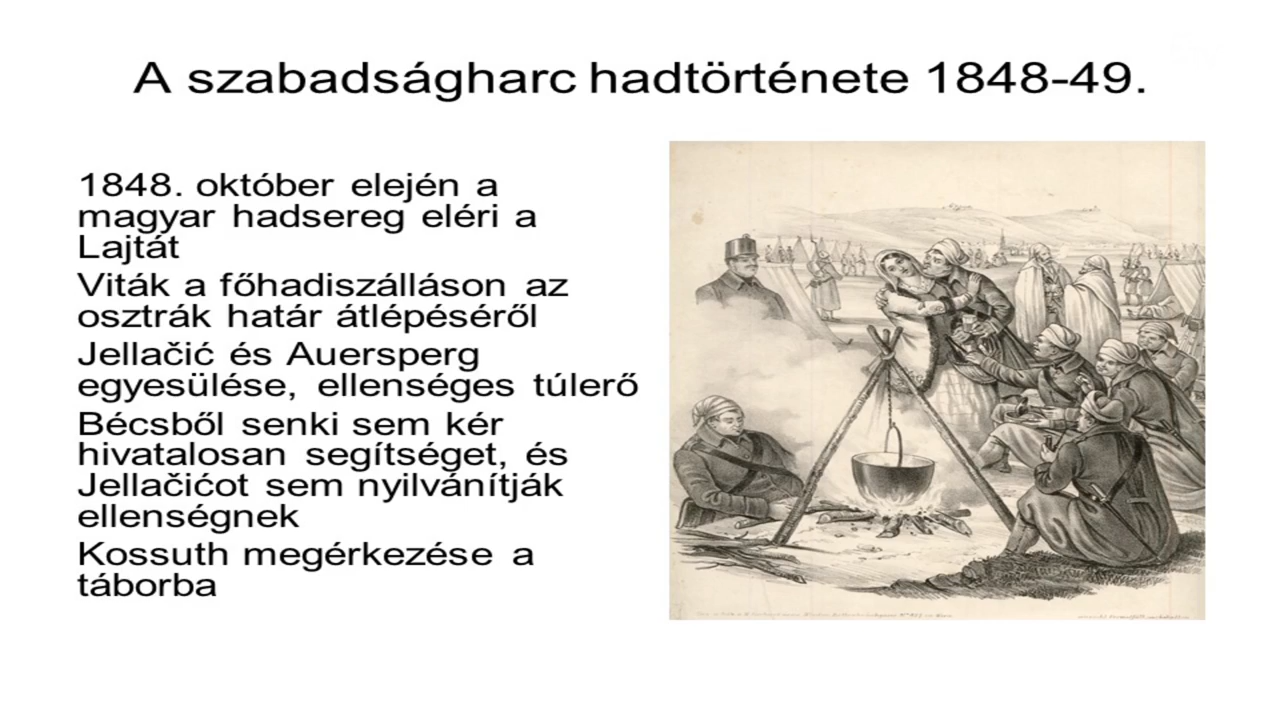 A szabadságharc hadtörténete 1848-49.
1848. október elején a
magyar hadsereg eléri a
Lajtát
Viták a főhadiszálláson az
osztrák határ átlépéséről
Jellačić és Auersperg
egyesülése, ellenséges túlerő
Bécsből senki sem kér
hivatalosan segítséget, és
Jellačićot sem nyilvánítják
ellenségnek
Kossuth megérkezése a
táborba